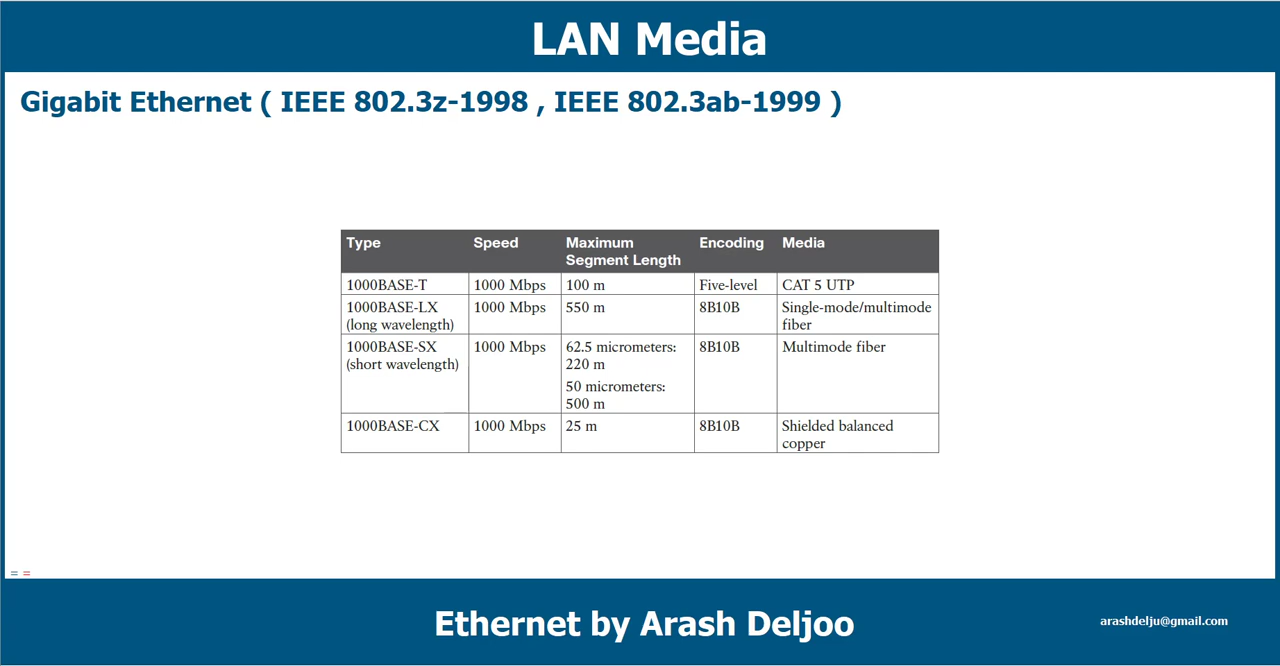 LAN Media
Gigabit Ethernet ( IEEE 802.3z-1998 , IEEE 802.3ab-1999 )
Type Speed Maximum Segment Length Encoding Media
1000BASE-T 1000 Mbps 100 m Five-level CAT 5 UTP
1000BASE-LX (long wavelength) 1000 Mbps 550 m 8B10B Single-mode/multimode fiber
1000BASE-SX (short wavelength) 1000 Mbps 62.5 micrometers: 220 m 50 micrometers: 500 m 8B10B Multimode fiber
1000BASE-CX 1000 Mbps 25 m 8B10B Shielded balanced copper
= =
Ethernet by Arash Deljoo
arashdelju@gmail.com